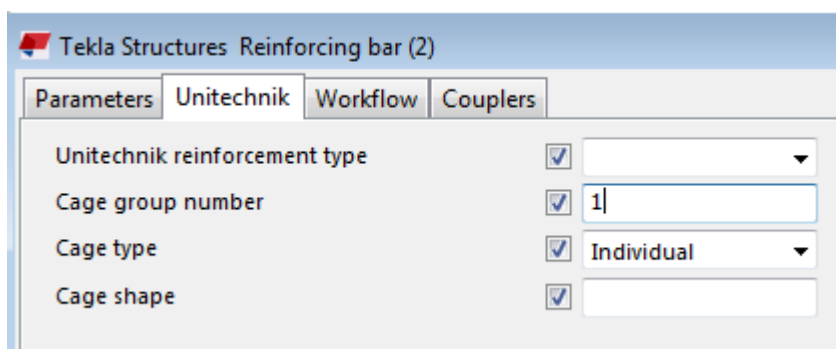 Tekla Structures Reinforcing bar (2)
Parameters Unitechnik Workflow Couplers
Unitechnik reinforcement type
Cage group number 1
Cage type Individual
Cage shape